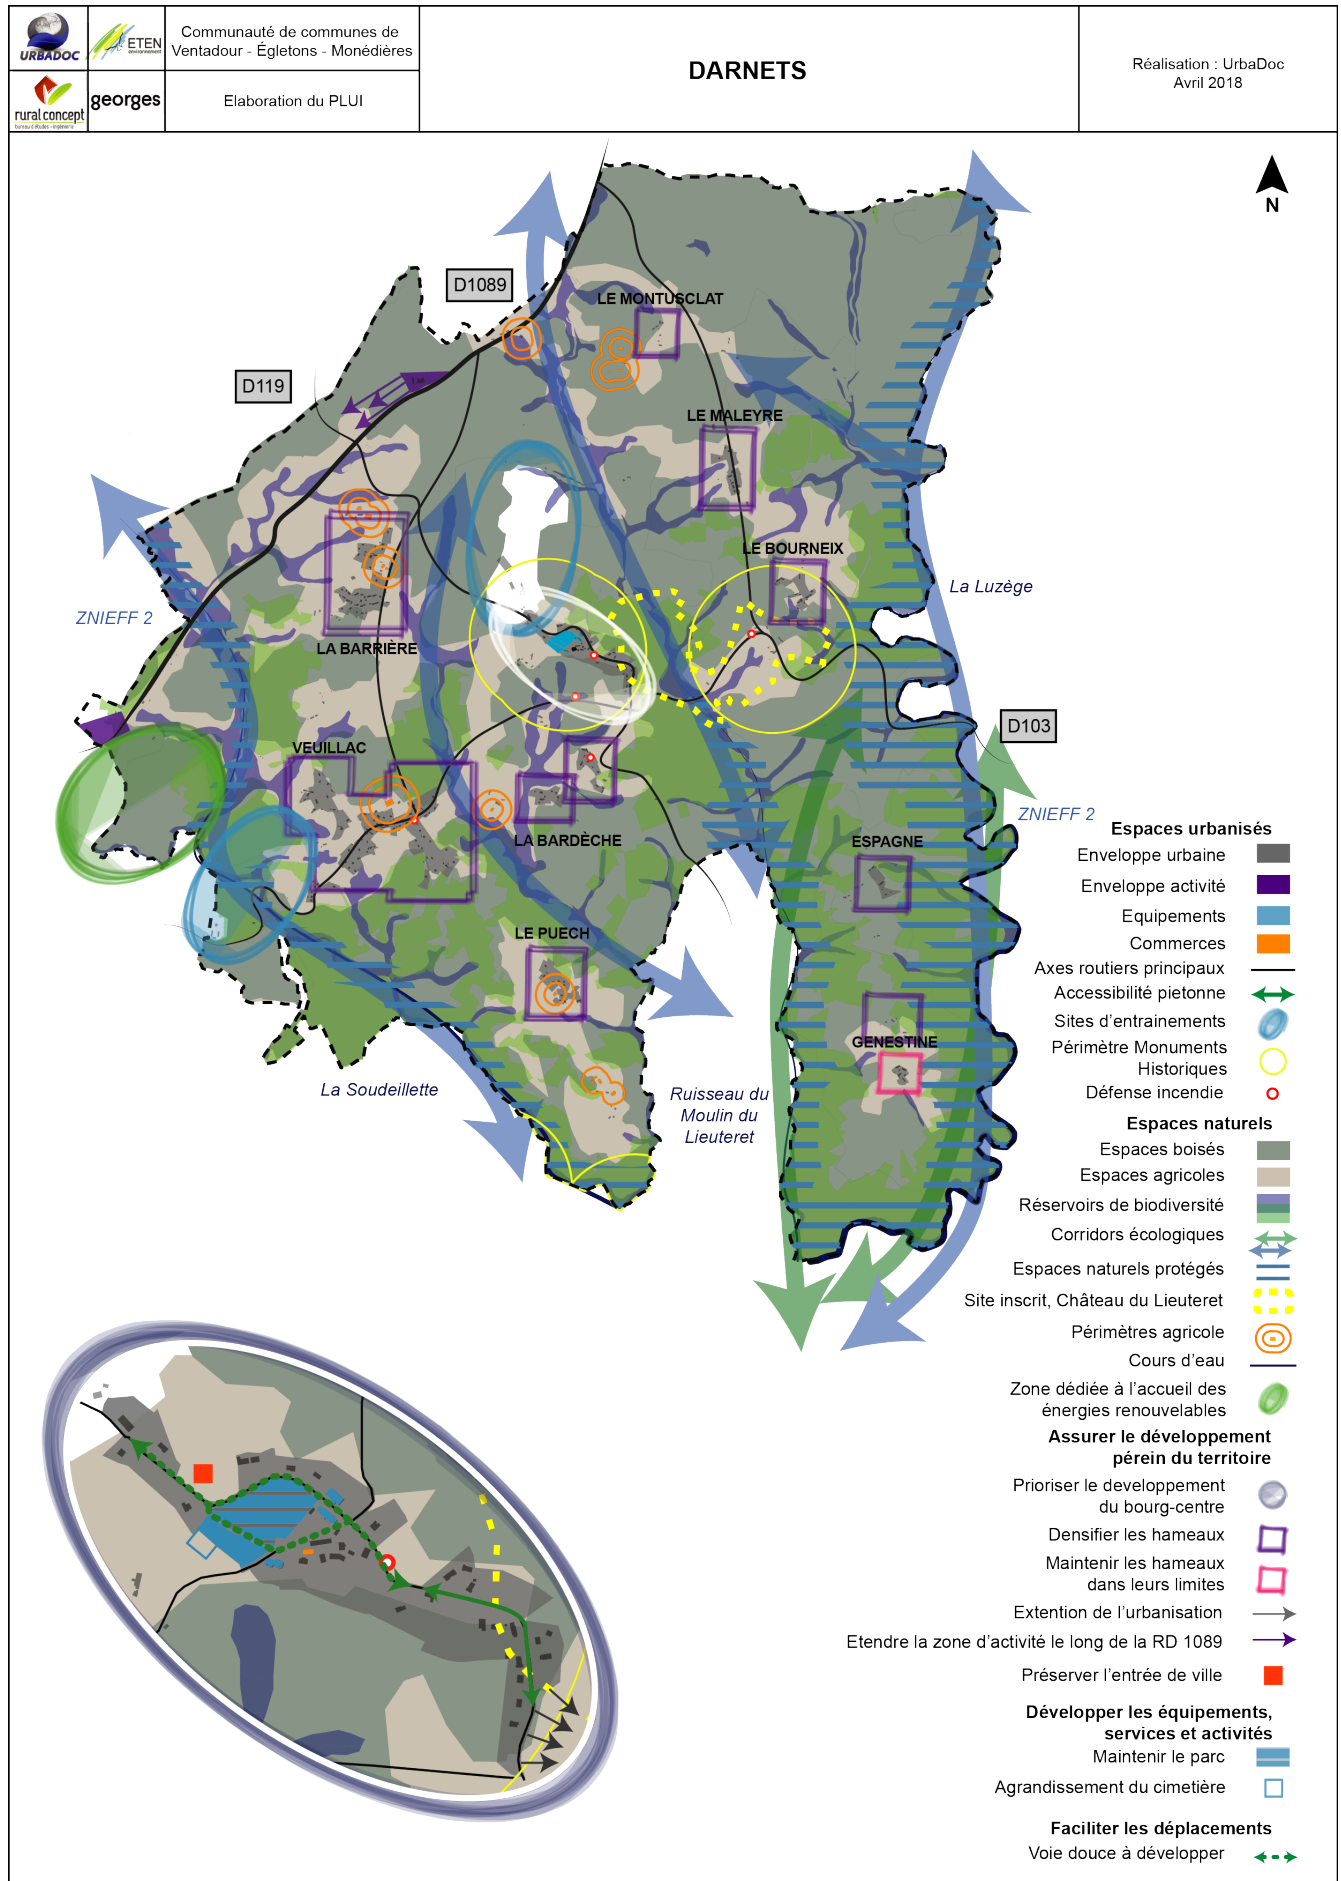 URBADOC
ETEN
environnement
Communauté de communes de
Ventadour - Égletons - Monédières
rural concept
bureau d'études - ingénierie
georges
Elaboration du PLUI
DARNETS
Réalisation : UrbaDoc
Avril 2018
N
D1089
LE MONTUSCLAT
D119
LE MALEYRE
LE BOURNEIX
La Luzège
ZNIEFF 2
LA BARRIÈRE
D103
VEUILLAC
ZNIEFF 2
LA BARDÈCHE
ESPAGNE
LE PUECH
GENESTINE
La Soudeillette
Ruisseau du
Moulin du
Lieuteret
Espaces urbanisés
Enveloppe urbaine
Enveloppe activité
Equipements
Commerces
Axes routiers principaux
Accessibilité pietonne
Sites d'entrainements
Périmètre Monuments
Historiques
Défense incendie
Espaces naturels
Espaces boisés
Espaces agricoles
Réservoirs de biodiversité
Corridors écologiques
Espaces naturels protégés
Site inscrit, Château du Lieuteret
Périmètres agricole
Cours d'eau
Zone dédiée à l'accueil des
énergies renouvelables
Assurer le développement
pérein du territoire
Prioriser le developpement
du bourg-centre
Densifier les hameaux
Maintenir les hameaux
dans leurs limites
Extention de l'urbanisation
Etendre la zone d'activité le long de la RD 1089
Préserver l'entrée de ville
Développer les équipements,
services et activités
Maintenir le parc
Agrandissement du cimetière
Faciliter les déplacements
Voie douce à développer